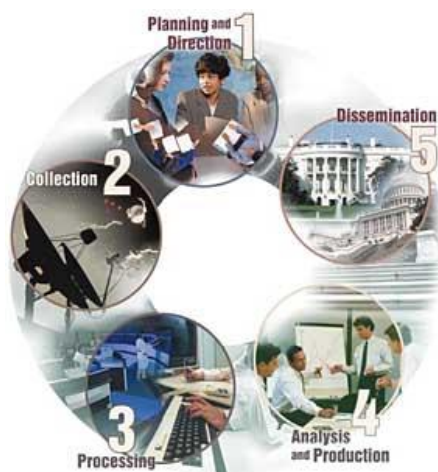 Planning and
Direction
1
Collection
2
3
Processing
4
Analysis
and Production
Dissemination
5